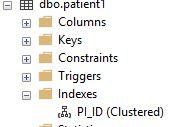 dbo.patient1
Columns
Keys
Constraints
Triggers
Indexes
PI_ID (Clustered)